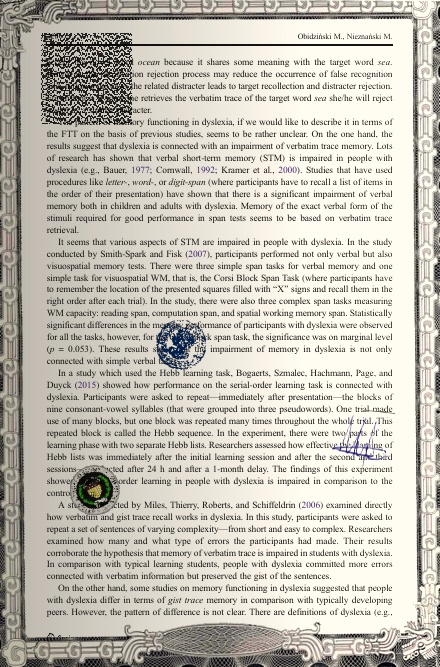 Obidziński M., Nieznański M.
ocean because it shares some meaning with the target word sea.
on rejection process may reduce the occurrence of false recognition
the related distracter leads to target recollection and distracter rejection.
e retrieves the verbatim trace of the target word sea she/he will reject
acter.
ory functioning in dyslexia, if we would like to describe it in terms of
the FTT on the basis of previous studies, seems to be rather unclear. On the one hand, the
results suggest that dyslexia is connected with an impairment of verbatim trace memory. Lots
of research has shown that verbal short-term memory (STM) is impaired in people with
dyslexia (e.g., Bauer, 1977; Cornwall, 1992; Kramer et al., 2000). Studies that have used
procedures like letter-, word-, or digit-span (where participants have to recall a list of items in
the order of their presentation) have shown that there is a significant impairment of verbal
memory both in children and adults with dyslexia. Memory of the exact verbal form of the
stimuli required for good performance in span tests seems to be based on verbatim trace
retrieval.
It seems that various aspects of STM are impaired in people with dyslexia. In the study
conducted by Smith-Spark and Fisk (2007), participants performed not only verbal but also
visuospatial memory tests. There were three simple span tasks for verbal memory and one
simple task for visuospatial WM, that is, the Corsi Block Span Task (where participants have
to remember the location of the presented squares filled with “X” signs and recall them in the
right order after each trial). In the study, there were also three complex span tasks measuring
WM capacity: reading span, computation span, and spatial working memory span. Statistically
significant differences in the memory performance of participants with dyslexia were observed
for all the tasks, however, for k span task, the significance was on marginal level
(p = 0.053). These results s the impairment of memory in dyslexia is not only
connected with simple verbal
In a study which used the Hebb learning task, Bogaerts, Szmalec, Hachmann, Page, and
Duyck (2015) showed how performance on the serial-order learning task is connected with
dyslexia. Participants were asked to repeat—immediately after presentation—the blocks of
nine consonant-vowel syllables (that were grouped into three pseudowords). One trial made
use of many blocks, but one block was repeated many times throughout the whole trial. This
repeated block is called the Hebb sequence. In the experiment, there were two parts of the
learning phase with two separate Hebb lists. Researchers assessed how effective the learning of
Hebb lists was immediately after the initial learning session and after the second and then
sessions cted after 24 h and after a 1-month delay. The findings of this experiment
showe order learning in people with dyslexia is impaired in comparison to the
contro
A st cted by Miles, Thierry, Roberts, and Schiffeldrin (2006) examined directly
how verbatim and gist trace recall works in dyslexia. In this study, participants were asked to
repeat a set of sentences of varying complexity—from short and easy to complex. Researchers
examined how many and what type of errors the participants had made. Their results
corroborate the hypothesis that memory of verbatim trace is impaired in students with dyslexia.
In comparison with typical learning students, people with dyslexia committed more errors
connected with verbatim information but preserved the gist of the sentences.
On the other hand, some studies on memory functioning in dyslexia suggested that people
with dyslexia differ in terms of gist trace memory in comparison with typically developing
peers. However, the pattern of difference is not clear. There are definitions of dyslexia (e.g.,